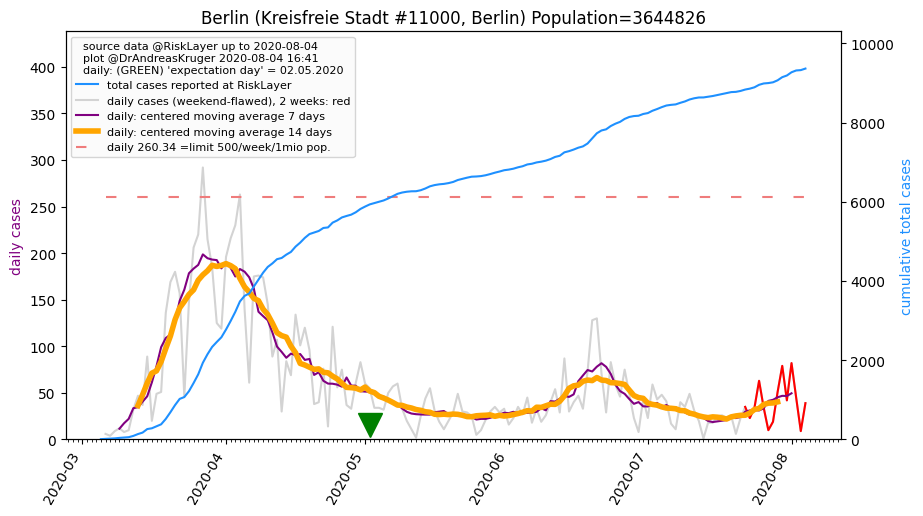 Berlin (Kreisfreie Stadt #11000, Berlin) Population=3644826
source data @RiskLayer up to 2020-08-04
plot @DrAndreasKruger 2020-08-04 16:41
daily: (GREEN) 'expectation day' = 02.05.2020
total cases reported at RiskLayer
daily cases (weekend-flawed), 2 weeks: red
daily: centered moving average 7 days
daily: centered moving average 14 days
daily 260.34 =limit 500/week/1mio pop.
daily cases
400
350
300
250
200
150
100
50
0
cumulative total cases
10000
8000
6000
4000
2000
0
2020-03
2020-04
2020-05
2020-06
2020-07
2020-08